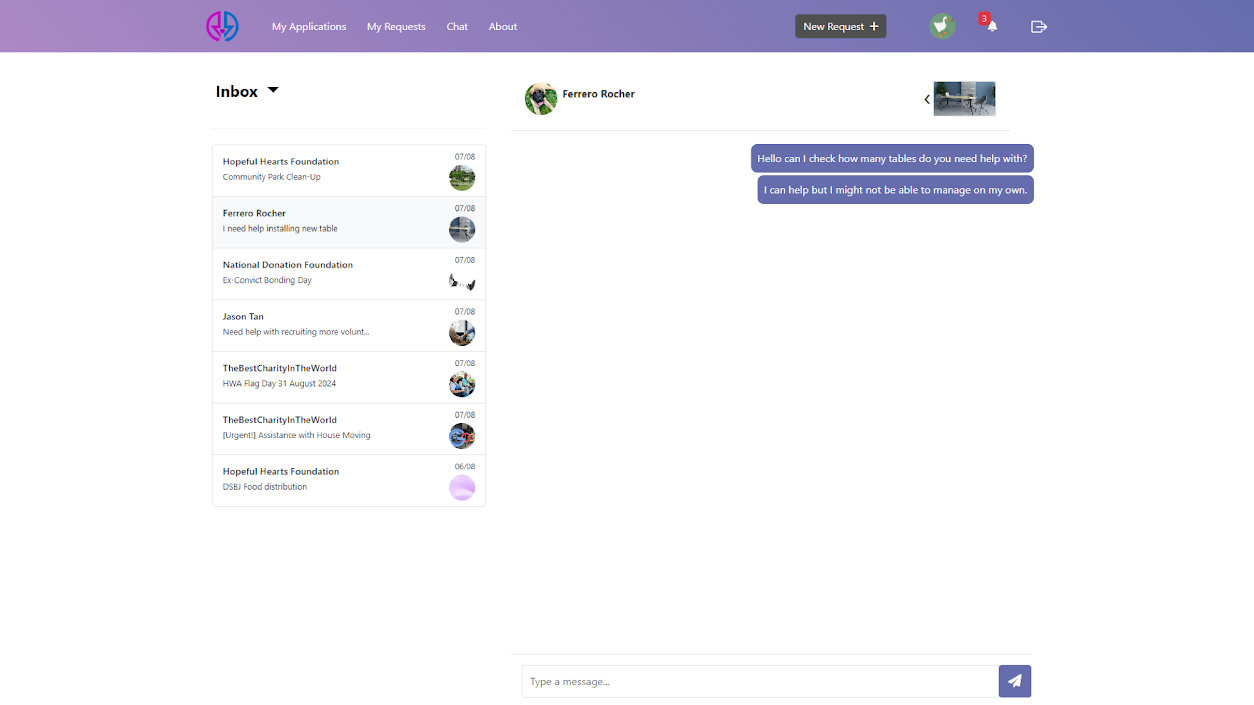 My Applications
My Requests
Chat
About
New Request +
3
Inbox
Ferrero Rocher
Hopeful Hearts Foundation
07/08
Community Park Clean-Up
Ferrero Rocher
07/08
I need help installing new table
National Donation Foundation
07/08
Ex-Convict Bonding Day
Jason Tan
07/08
Need help with recruiting more volunt...
TheBestCharityInTheWorld
07/08
HWA Flag Day 31 August 2024
TheBestCharityInTheWorld
07/08
[Urgent!] Assistance with House Moving
Hopeful Hearts Foundation
06/08
DSBJ Food distribution
Hello can I check how many tables do you need help with?
I can help but I might not be able to manage on my own.
Type a message...